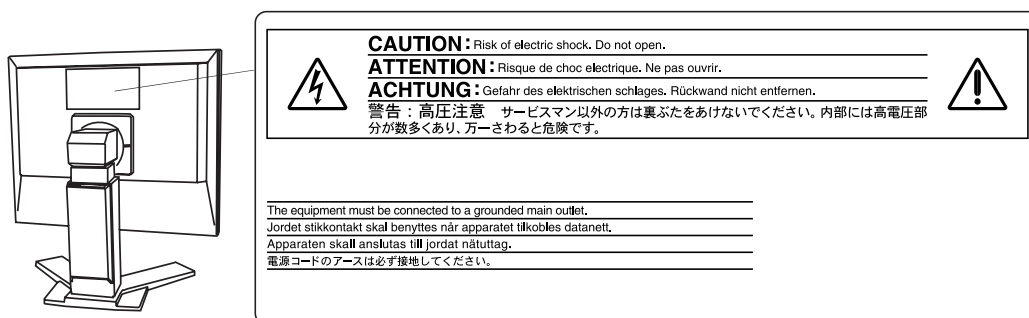 CAUTION : Risk of electric shock. Do not open.
ATTENTION : Risque de choc electrique. Ne pas ouvrir.
ACHTUNG : Gefahr des elektrischen schlages. Rückwand nicht entfernen.
警告：高圧注意　サービスマン以外の方は裏ぶたをあけないでください。内部には高電圧部
分が数多くあり、万一さわると危険です。
The equipment must be connected to a grounded main outlet.
Jordet stikkontakt skal benyttes når apparatet tilkobles datanett.
Apparaten skall anslutas till jordat nätuttag.
電源コードのアースは必ず接地してください。